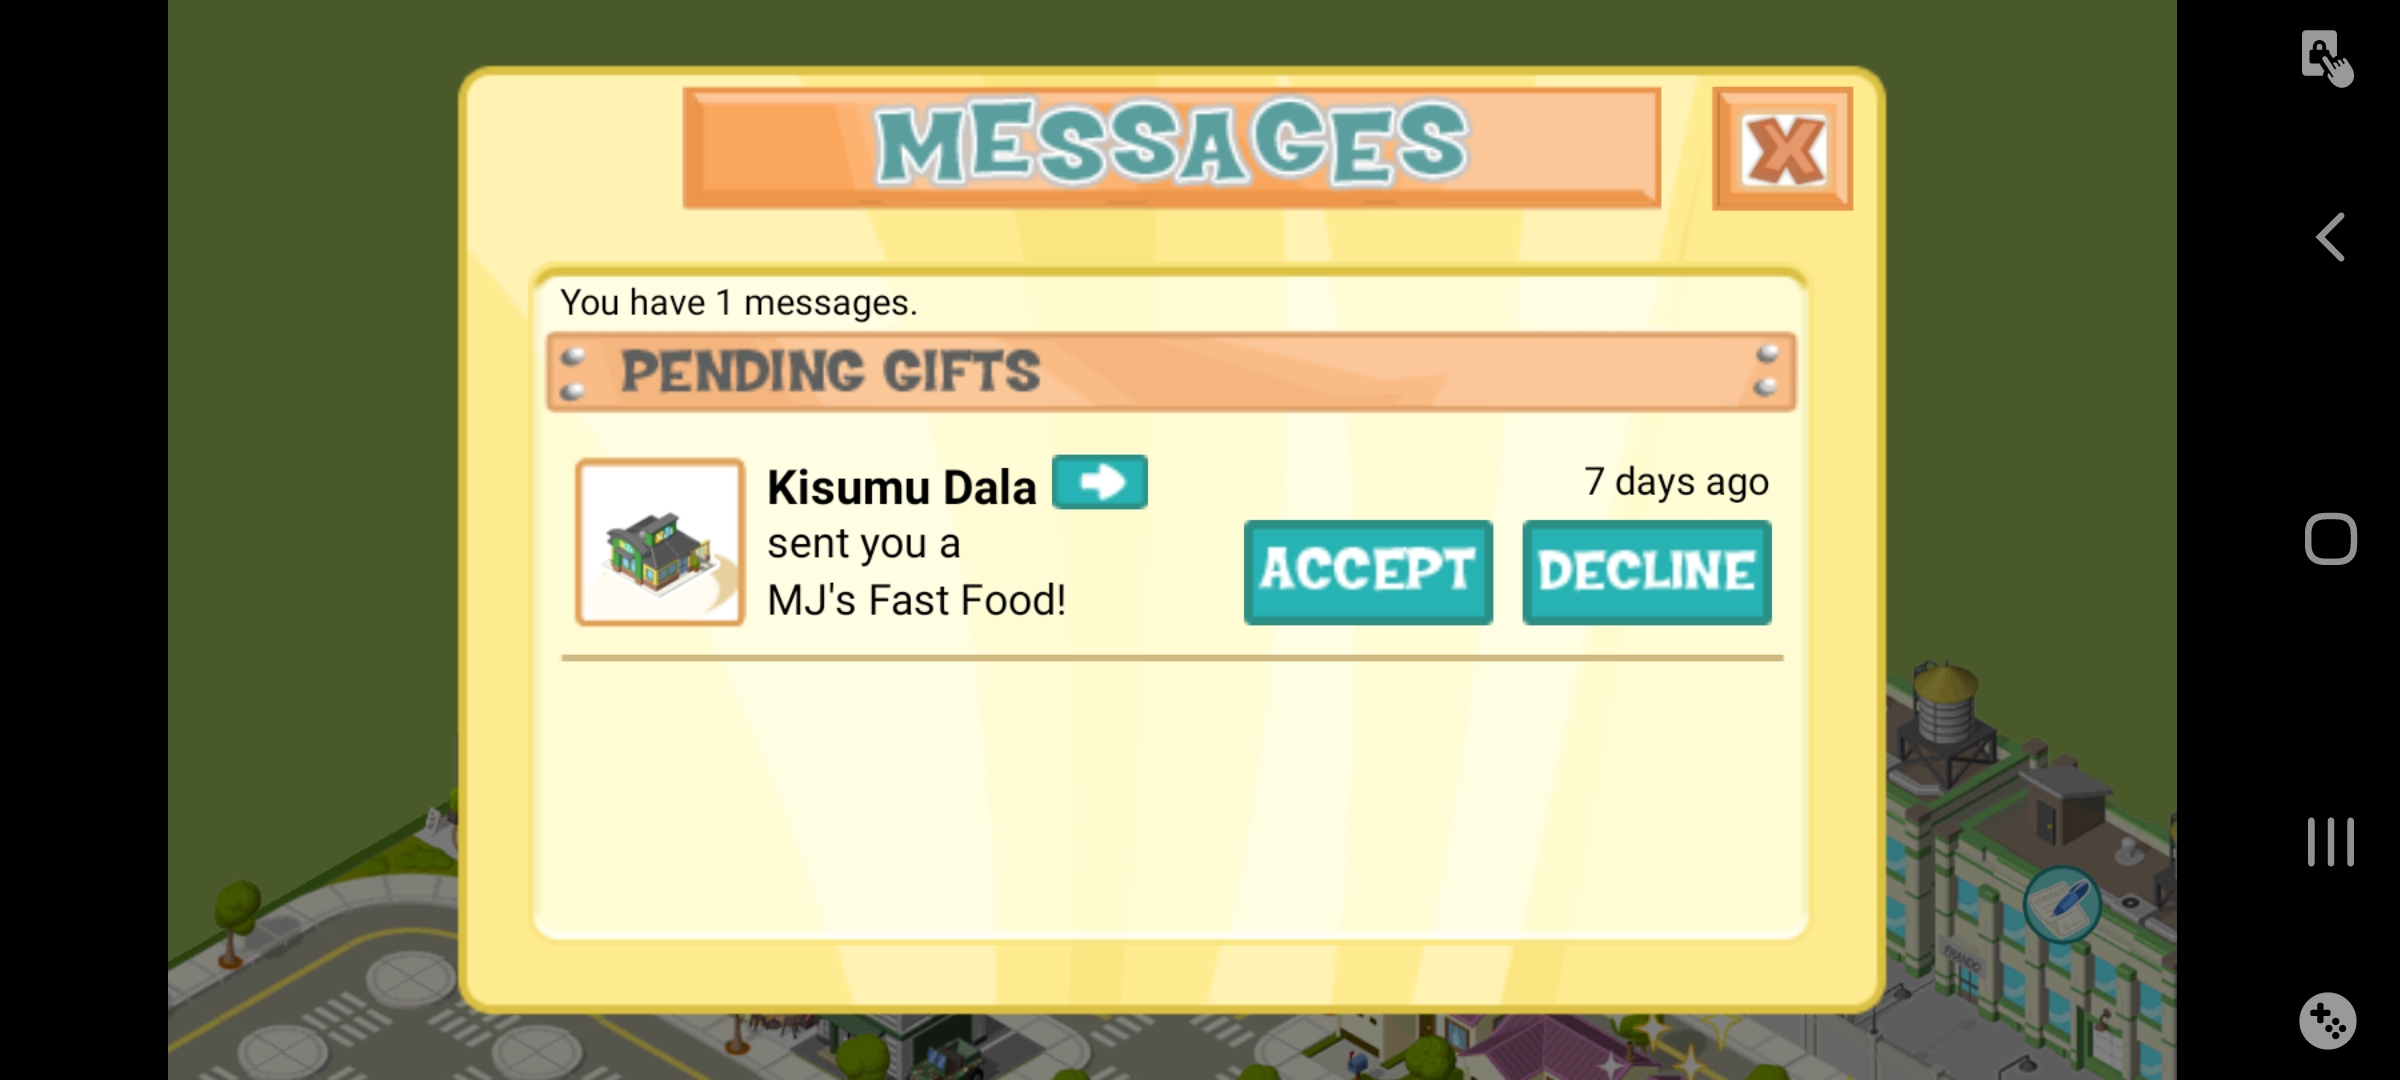 MESSAGES
X
You have 1 messages.
PENDING GIFTS
Kisumu Dala
7 days ago
sent you a
MJ's Fast Food!
ACCEPT
DECLINE